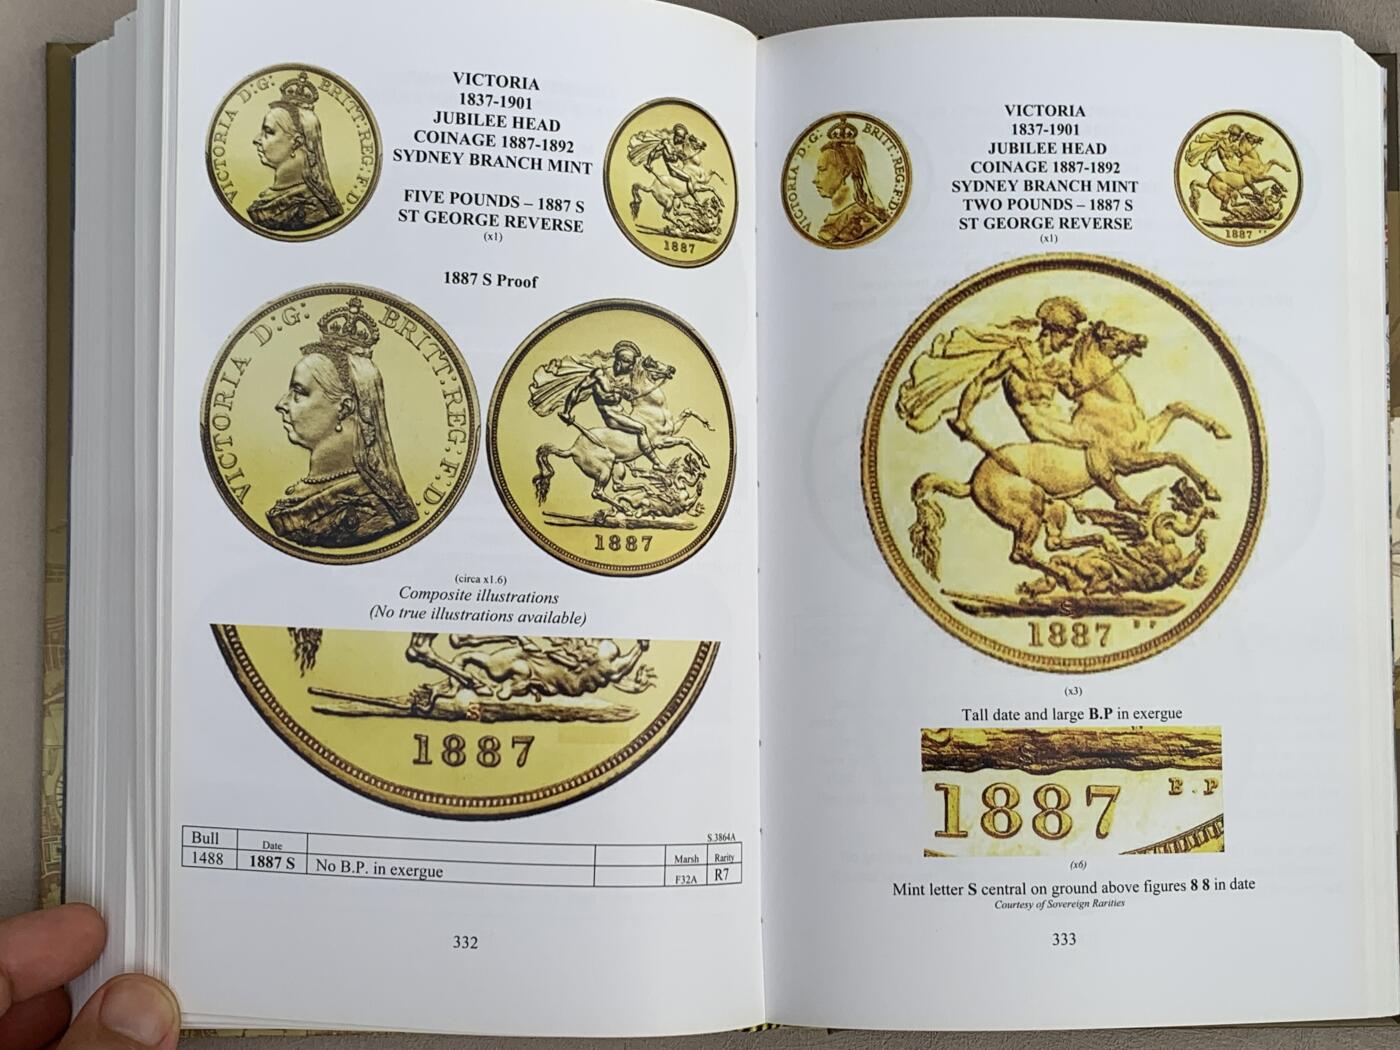 VICTORIA
1837-1901
JUBILEE HEAD
COINAGE 1887-1892
SYDNEY BRANCH MINT
FIVE POUNDS – 1887 S
ST GEORGE REVERSE
(x1)
VICTORIA D:G: BRITT:REG:F:D:
1887
1887 S Proof
VICTORIA D:G: BRITT:REG:F:D:
1887
(circa x1.6)
Composite illustrations
(No true illustrations available)
S
1887
S.3864A
Bull Date Marsh Rarity
1488 1887 S No B.P. in exergue F32A R7
332
VICTORIA
1837-1901
JUBILEE HEAD
COINAGE 1887-1892
SYDNEY BRANCH MINT
TWO POUNDS – 1887 S
ST GEORGE REVERSE
(x1)
VICTORIA D:G: BRITT:REG:F:D:
1887
S
1887
(x3)
Tall date and large B.P in exergue
S
1887 B.P
(x6)
Mint letter S central on ground above figures 8 8 in date
Courtesy of Sovereign Rarities
333